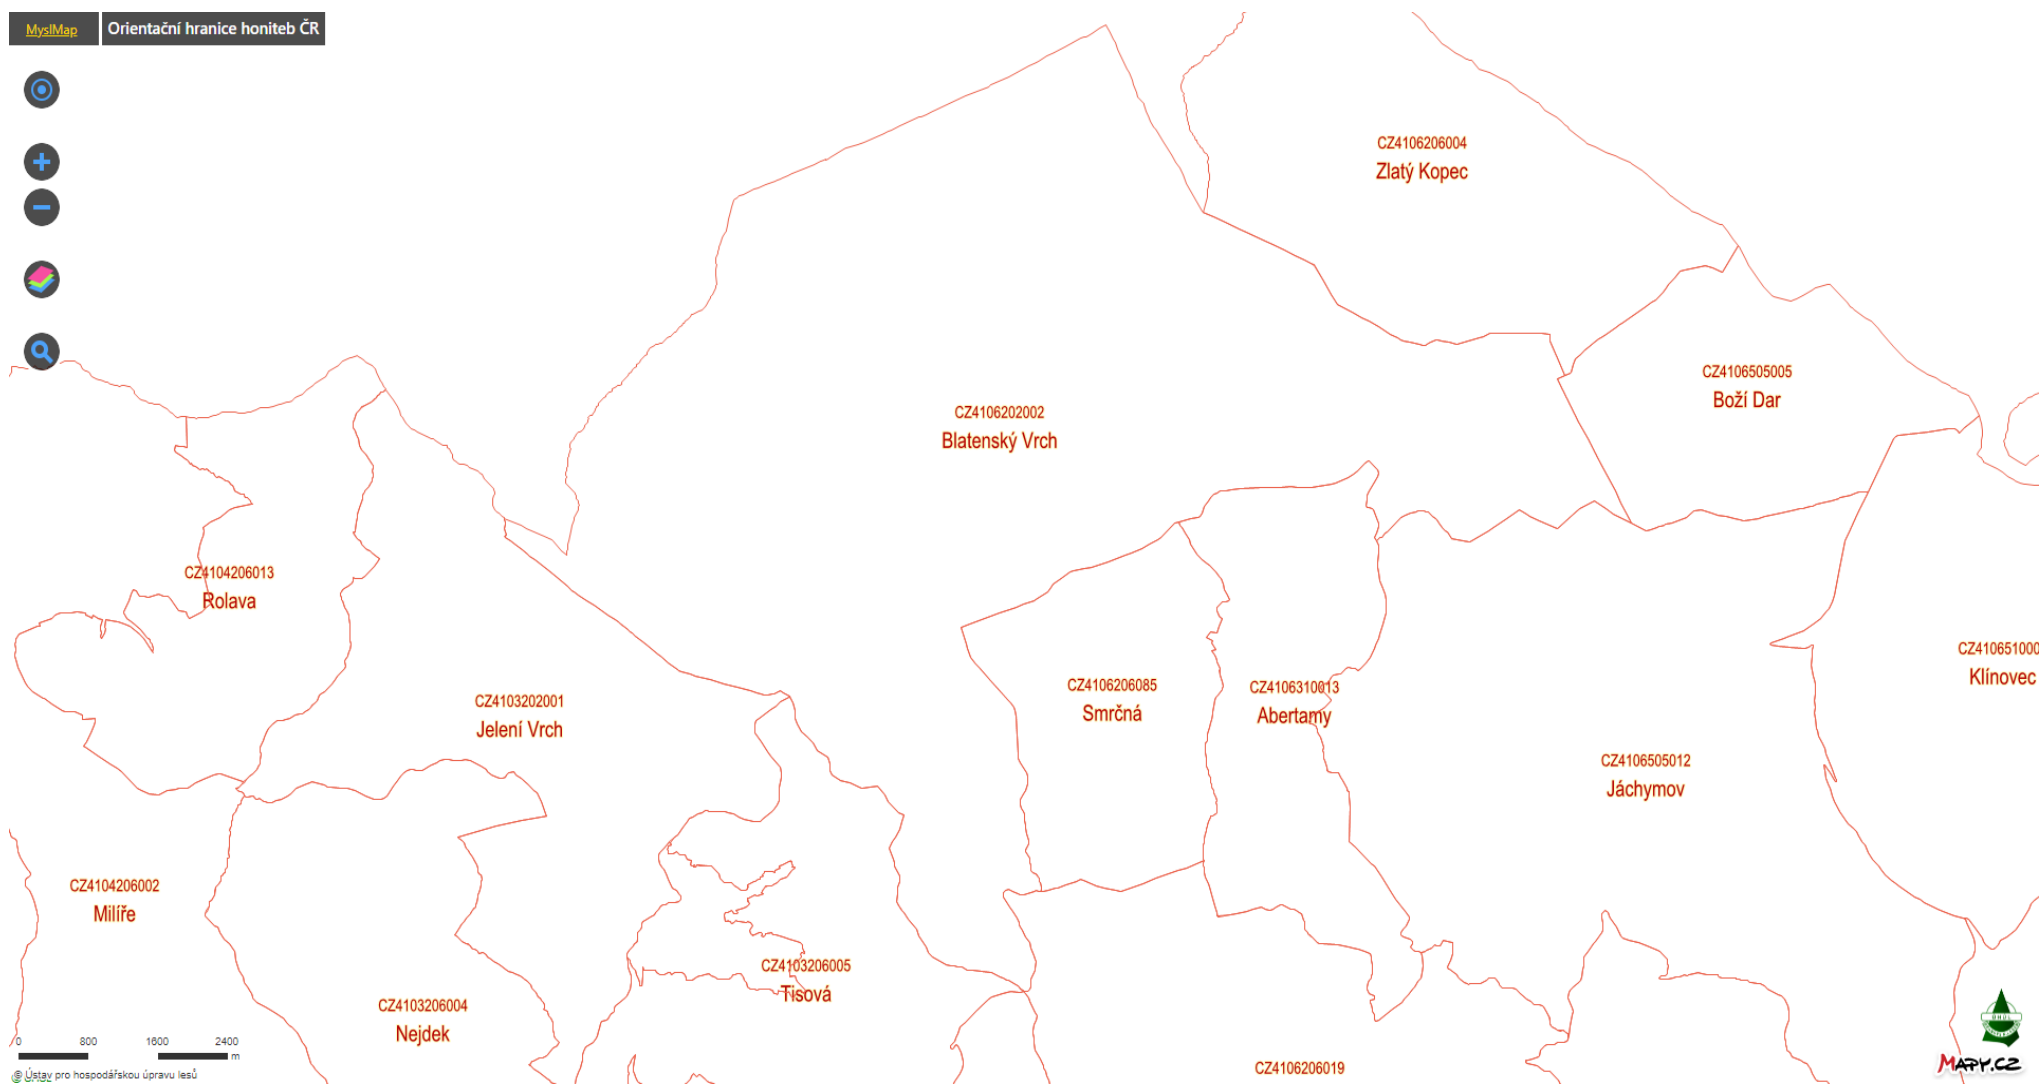 MyslMap
Orientační hranice honiteb ČR
CZ4106206004
Zlatý Kopec
CZ4106505005
Boží Dar
CZ4106202002
Blatenský Vrch
CZ4104206013
Rolava
CZ410651000
Klínovec
CZ4106206085
Smrčná
CZ4106310013
Abertamy
CZ4103202001
Jelení Vrch
CZ4106505012
Jáchymov
CZ4104206002
Milíře
CZ4103206005
Tisová
CZ4103206004
Nejdek
0 800 1600 2400 m
CZ4106206019
© Ústav pro hospodářskou úpravu lesů
Mapy.cz